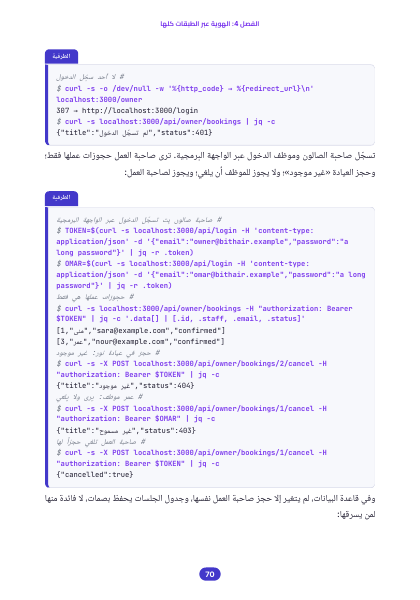 الفصل 4: الهوية عبر الطبقات كلها
الطرفية
# لا أحد سجّل الدخول
$ curl -s -o /dev/null -w '%{http_code} → %{redirect_url}\n'
localhost:3000/owner
307 → http://localhost:3000/login
$ curl -s localhost:3000/api/owner/bookings | jq -c
{"title":"لم تسجّل الدخول","status":401}
تسجّل صاحبة الصالون وموظف الدخول عبر الواجهة البرمجية. ترى صاحبة العمل حجوزات عملها فقط؛
وحجز العيادة «غير موجود»؛ ولا يجوز للموظف أن يلغي؛ ويجوز لصاحبة العمل:
الطرفية
# صاحبة صالون بِت تسجّل الدخول عبر الواجهة البرمجية
$ TOKEN=$(curl -s localhost:3000/api/login -H 'content-type:
application/json' -d '{"email":"owner@bithair.example","password":"a
long password"}' | jq -r .token)
$ OMAR=$(curl -s localhost:3000/api/login -H 'content-type:
application/json' -d '{"email":"omar@bithair.example","password":"a long
password"}' | jq -r .token)
# حجوزات عملها هي فقط
$ curl -s localhost:3000/api/owner/bookings -H "authorization: Bearer
$TOKEN" | jq -c '.data[] | [.id, .staff, .email, .status]'
[1,"منى","sara@example.com","confirmed"]
[3,"عمر","nour@example.com","confirmed"]
# حجز في عيادة نور: غير موجود
$ curl -s -X POST localhost:3000/api/owner/bookings/2/cancel -H
"authorization: Bearer $TOKEN" | jq -c
{"title":"غير موجود","status":404}
# عمر موظف: يرى ولا يلغي
$ curl -s -X POST localhost:3000/api/owner/bookings/1/cancel -H
"authorization: Bearer $OMAR" | jq -c
{"title":"غير مسموح","status":403}
# صاحبة العمل تلغي حجزًا لها
$ curl -s -X POST localhost:3000/api/owner/bookings/1/cancel -H
"authorization: Bearer $TOKEN" | jq -c
{"cancelled":true}
وفي قاعدة البيانات، لم يتغير إلا حجز صاحبة العمل نفسها، وجدول الجلسات يحفظ بصمات، لا فائدة منها
لمن يسرقها:
70